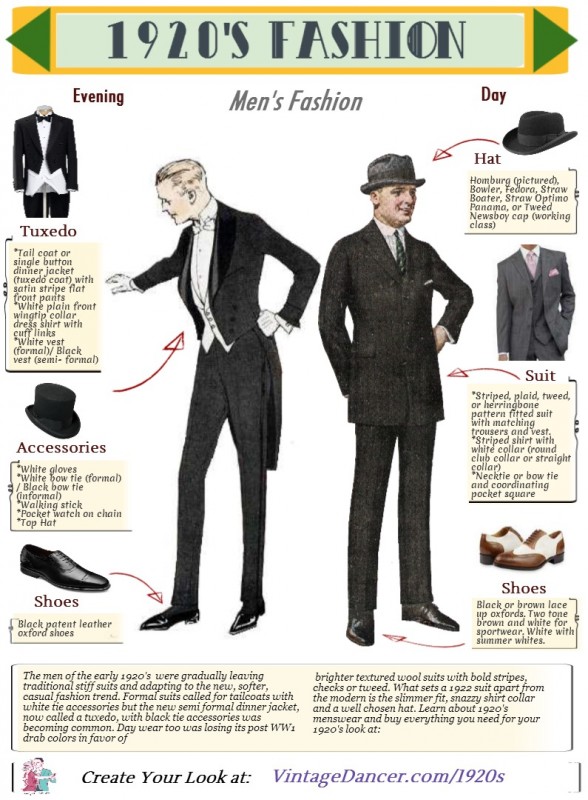 1920'S FASHION
Evening
Men's Fashion
Day
Tuxedo
*Tail coat or
single button
dinner jacket
(tuxedo coat) with
satin stripe flat
front pants
*White plain front
wingtip collar
dress shirt with
cuff links
*White vest
(formal)/ Black
vest (semi- formal)
Accessories
*White gloves
*White bow tie (formal)
/ Black bow tie
(informal)
*Walking stick
*Pocket watch on chain
*Top Hat
Shoes
Black patent leather
oxford shoes
Hat
Homburg (pictured),
Bowler, Fedora, Straw
Boater, Straw Optimo
Panama, or Tweed
Newsboy cap (working
class)
Suit
*Striped, plaid, tweed,
or herringbone
pattern fitted suit
with matching
trousers and vest.
*Striped shirt with
white collar (round
club collar or straight
collar)
*Necktie or bow tie
and coordinating
pocket square
Shoes
Black or brown lace
up oxfords. Two tone
brown and white for
sportwear. White with
summer whites.
The men of the early 1920's were gradually leaving
traditional stiff suits and adapting to the new, softer,
casual fashion trend. Formal suits called for tailcoats with
white tie accessories but the new semi formal dinner jacket,
now called a tuxedo, with black tie accessories was
becoming common. Day wear too was losing its post WW1
drab colors in favor of
brighter textured wool suits with bold stripes,
checks or tweed. What sets a 1922 suit apart from
the modern is the slimmer fit, snazzy shirt collar
and a well chosen hat. Learn about 1920's
menswear and buy everything you need for your
1920's look at:
Create Your Look at: VintageDancer.com/1920s